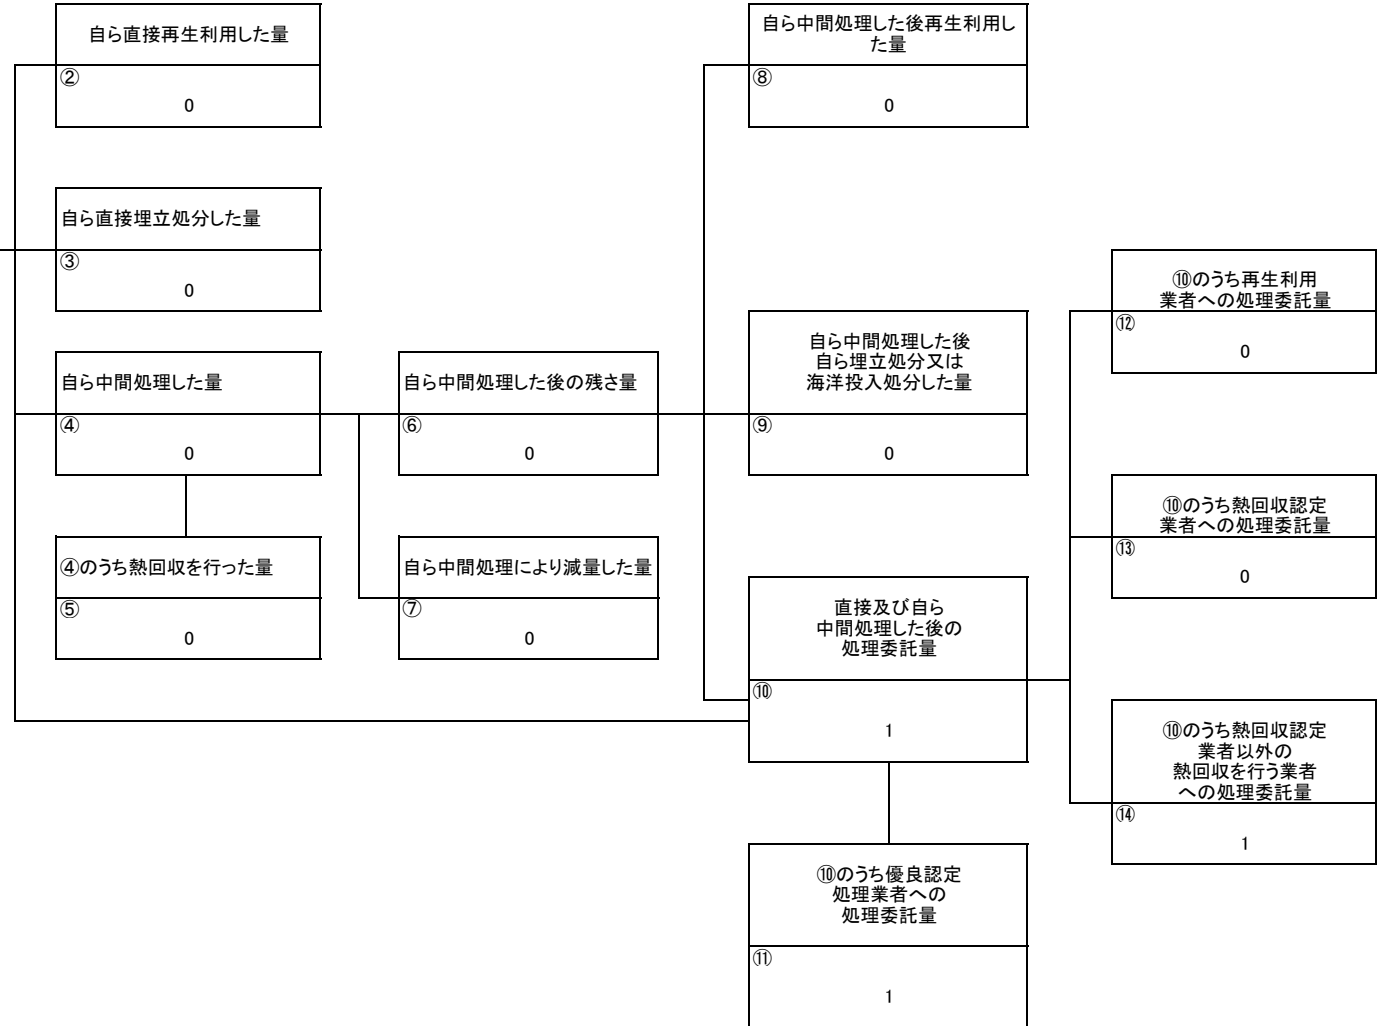 自ら直接再生利用した量
②
0
自ら直接埋立処分した量
③
0
自ら中間処理した量
④
0
④のうち熱回収を行った量
⑤
0
自ら中間処理した後の残さ量
⑥
0
自ら中間処理により減量した量
⑦
0
自ら中間処理した後再生利用し
た量
⑧
0
自ら中間処理した後
自ら埋立処分又は
海洋投入処分した量
⑨
0
直接及び自ら
中間処理した後の
処理委託量
⑩
1
⑩のうち優良認定
処理業者への
処理委託量
⑪
1
⑩のうち再生利用
業者への処理委託量
⑫
0
⑩のうち熱回収認定
業者への処理委託量
⑬
0
⑩のうち熱回収認定
業者以外の
熱回収を行う業者
への処理委託量
⑭
1